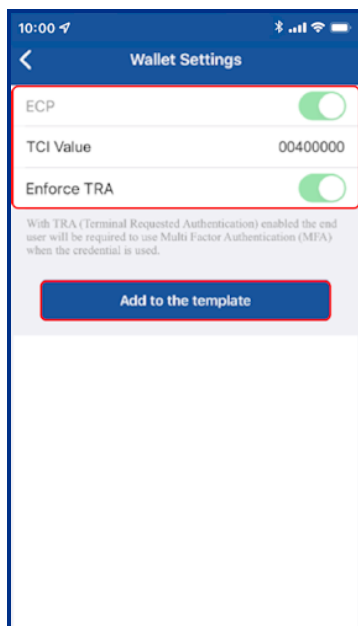 10:00
Wallet Settings
ECP
TCI Value 00400000
Enforce TRA
With TRA (Terminal Requested Authentication) enabled the end
user will be required to use Multi Factor Authentication (MFA)
when the credential is used.
Add to the template